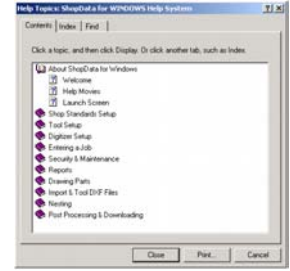 Help Topics: ShopData for WINDOWS Help System
Contents Index Find
Click a topic, and then click Display. Or click another tab, such as Index.
About ShopData for Windows
Welcome
Help Movies
Launch Screen
Shop Standards Setup
Tool Setup
Digitizer Setup
Entering a Job
Security & Maintenance
Reports
Drawing Parts
Import & Tool DXF Files
Nesting
Post Processing & Downloading
Close Print... Cancel